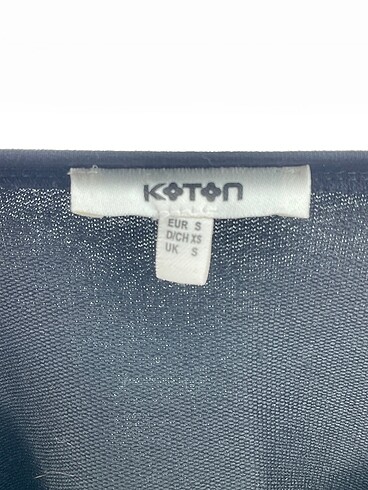 KOTON
EUR S
D/CH XS
UK S